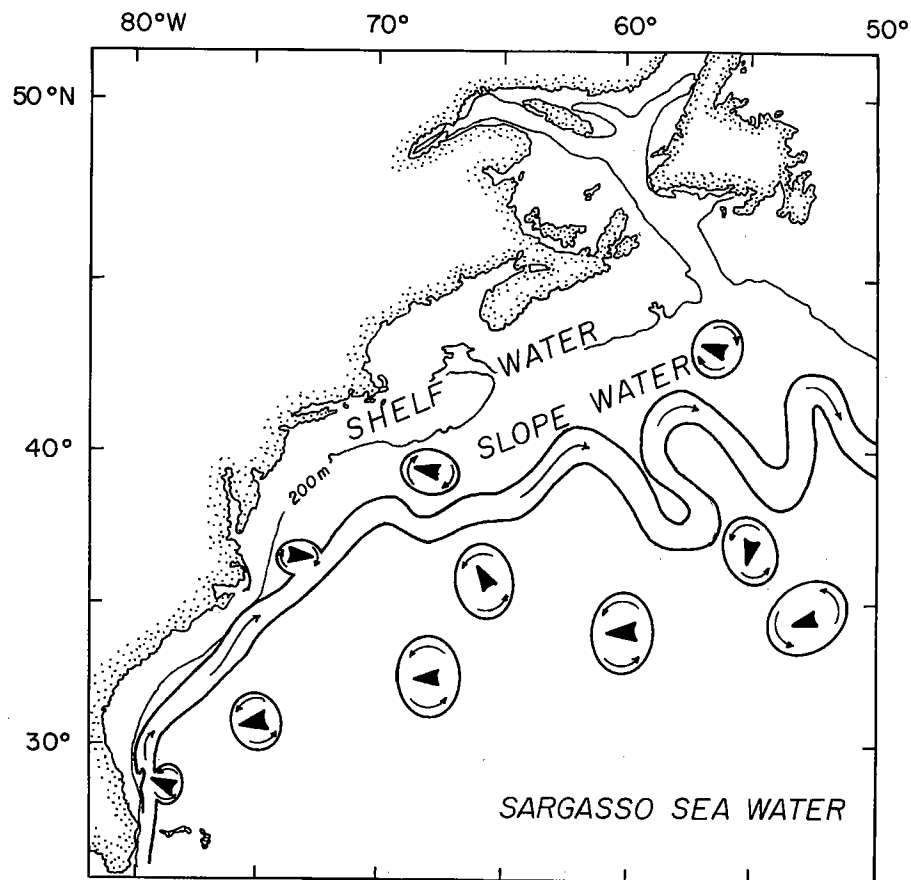 80°W 70° 60° 50°
50°N
SHELF WATER
SLOPE WATER
40°
200m
30°
SARGASSO SEA WATER